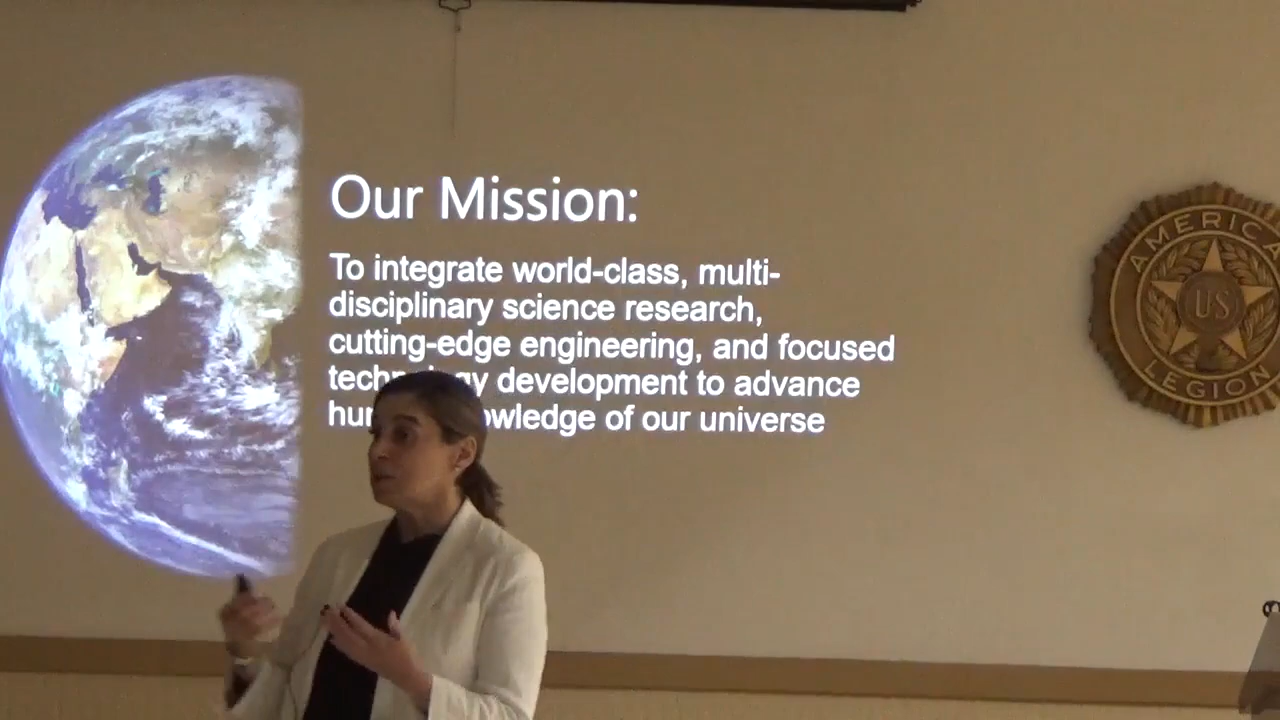 Our Mission:
To integrate world-class, multi-
disciplinary science research,
cutting-edge engineering, and focused
development to advance
of our universe
AMERICA
US
LEGION